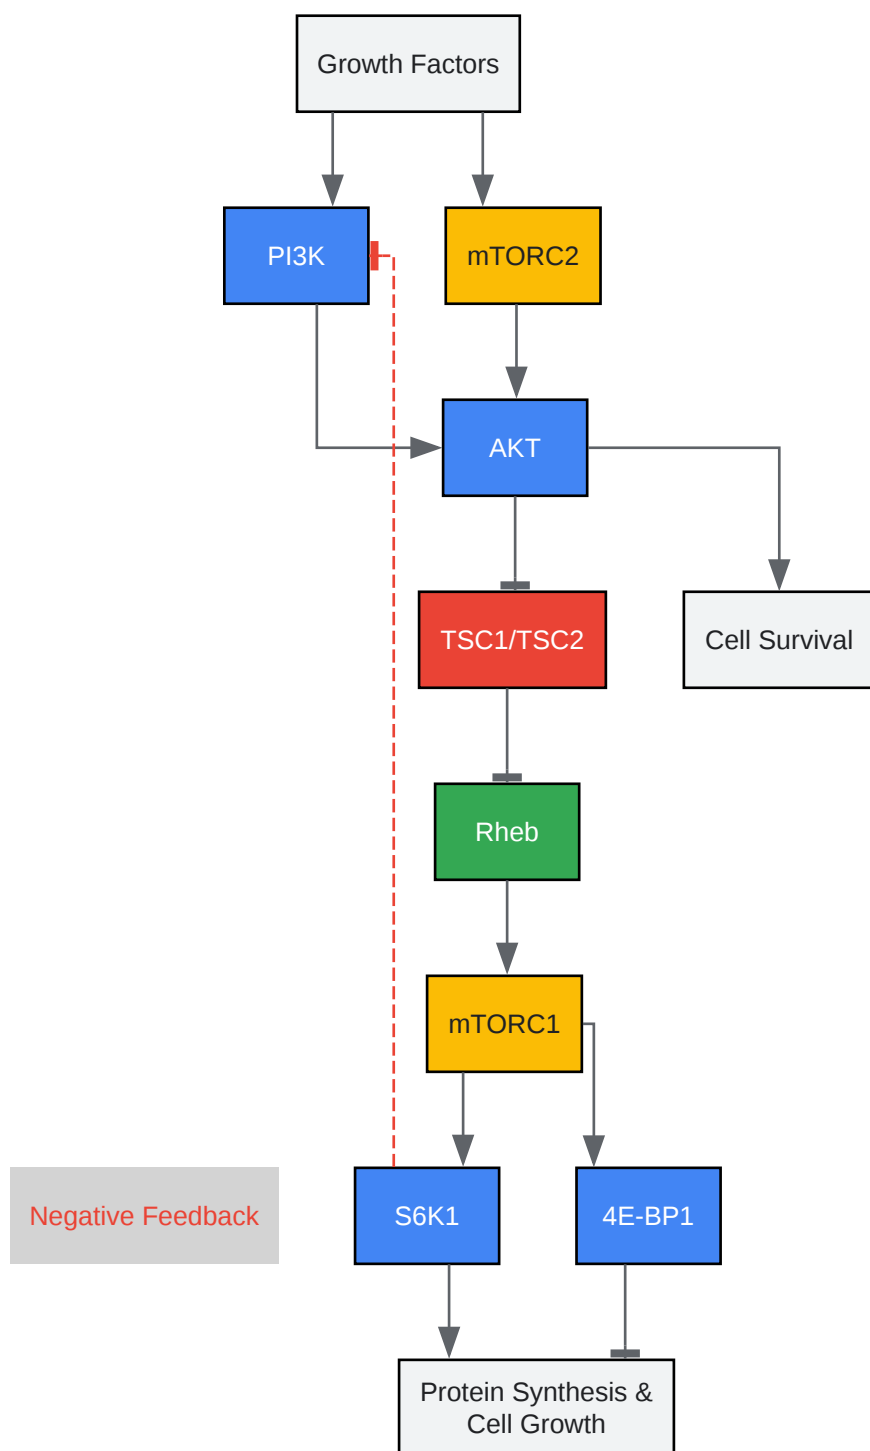 Growth Factors
PI3K
mTORC2
AKT
TSC1/TSC2
Cell Survival
Rheb
mTORC1
Negative Feedback
S6K1
4E-BP1
Protein Synthesis &
Cell Growth